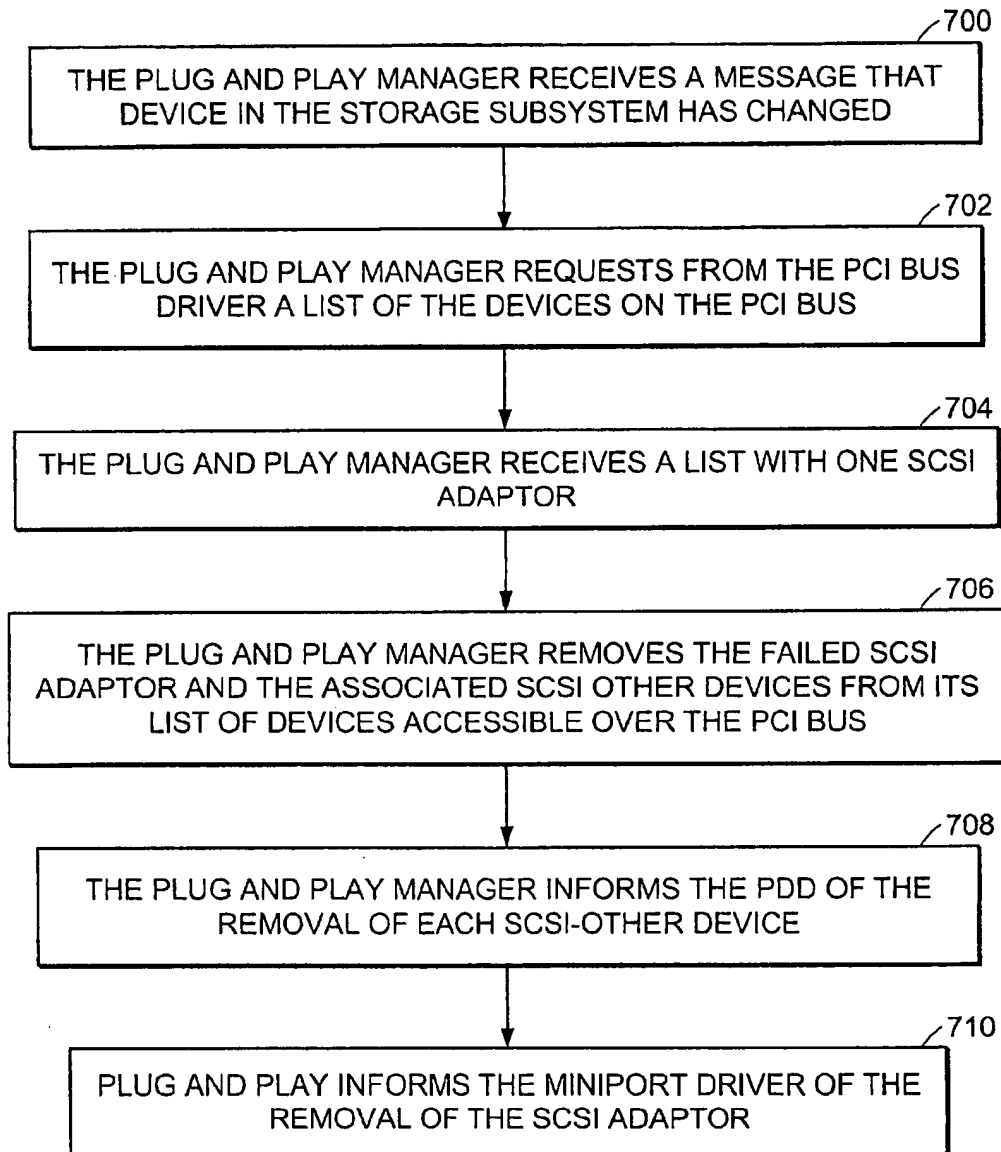 700
THE PLUG AND PLAY MANAGER RECEIVES A MESSAGE THAT
DEVICE IN THE STORAGE SUBSYSTEM HAS CHANGED
702
THE PLUG AND PLAY MANAGER REQUESTS FROM THE PCI BUS
DRIVER A LIST OF THE DEVICES ON THE PCI BUS
704
THE PLUG AND PLAY MANAGER RECEIVES A LIST WITH ONE SCSI
ADAPTOR
706
THE PLUG AND PLAY MANAGER REMOVES THE FAILED SCSI
ADAPTOR AND THE ASSOCIATED SCSI OTHER DEVICES FROM ITS
LIST OF DEVICES ACCESSIBLE OVER THE PCI BUS
708
THE PLUG AND PLAY MANAGER INFORMS THE PDD OF THE
REMOVAL OF EACH SCSI-OTHER DEVICE
710
PLUG AND PLAY INFORMS THE MINIPORT DRIVER OF THE
REMOVAL OF THE SCSI ADAPTOR